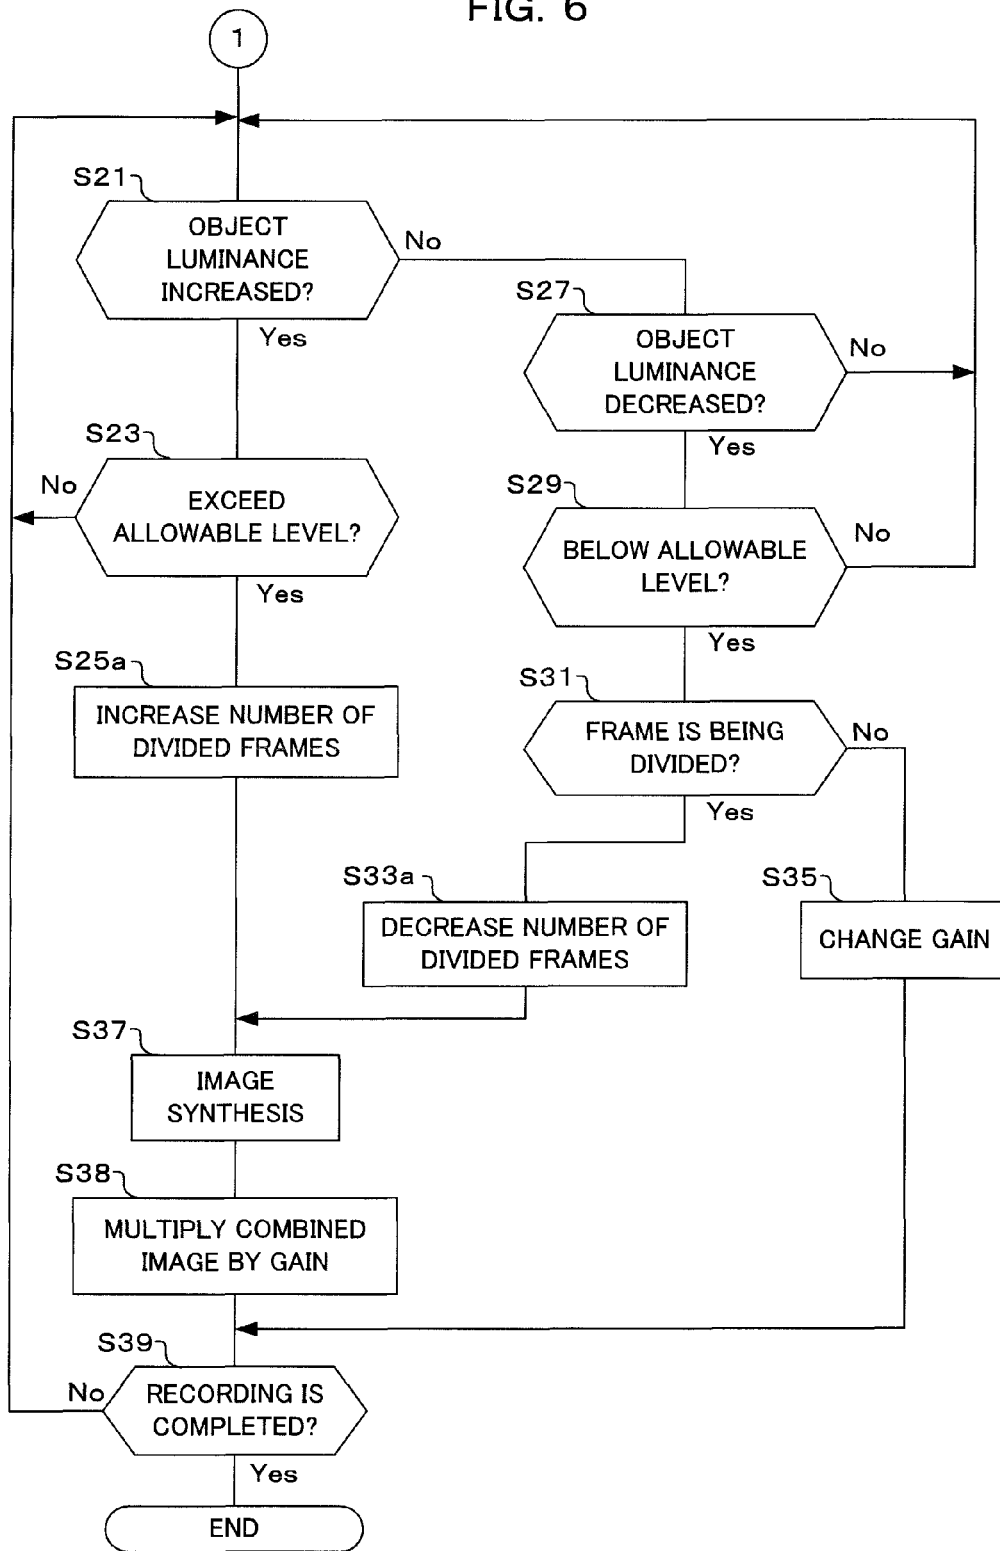 FIG. 6
1
S21
OBJECT
LUMINANCE
INCREASED?
No
Yes
S27
OBJECT
LUMINANCE
DECREASED?
No
Yes
S23
EXCEED
ALLOWABLE LEVEL?
No
Yes
S29
BELOW ALLOWABLE
LEVEL?
No
Yes
S25a
INCREASE NUMBER OF
DIVIDED FRAMES
S31
FRAME IS BEING
DIVIDED?
No
Yes
S33a
DECREASE NUMBER OF
DIVIDED FRAMES
S35
CHANGE GAIN
S37
IMAGE
SYNTHESIS
S38
MULTIPLY COMBINED
IMAGE BY GAIN
S39
RECORDING IS
COMPLETED?
No
Yes
END